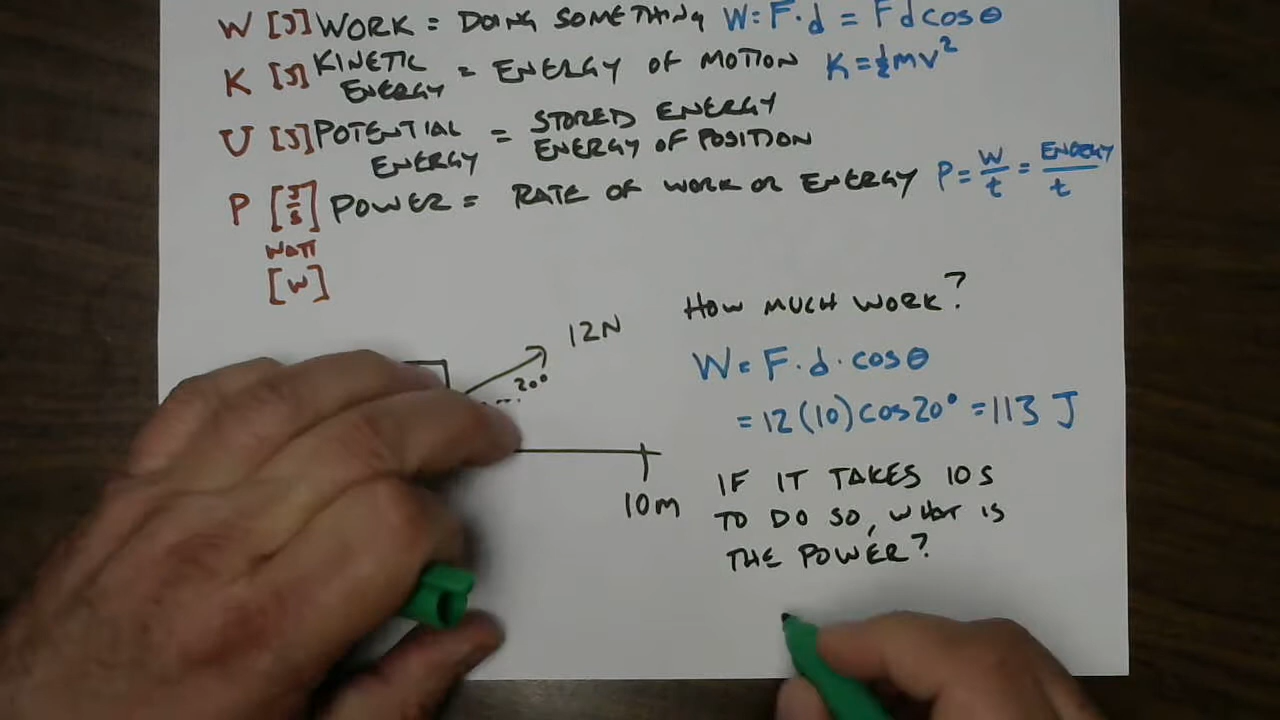 W [J] WORK = DOING SOMETHING W = F · d = F d cos θ
K [J] KINETIC ENERGY = ENERGY OF MOTION K = ½mv²
U [J] POTENTIAL ENERGY = STORED ENERGY ENERGY OF POSITION
P [J/s] POWER = RATE OF WORK OR ENERGY P = W/t = ENERGY/t
WATT
[W]
HOW MUCH WORK?
12N
20°
W = F · d · cos θ
= 12(10) cos 20° = 113 J
10m
IF IT TAKES 10 S
TO DO SO, WHAT IS
THE POWER?